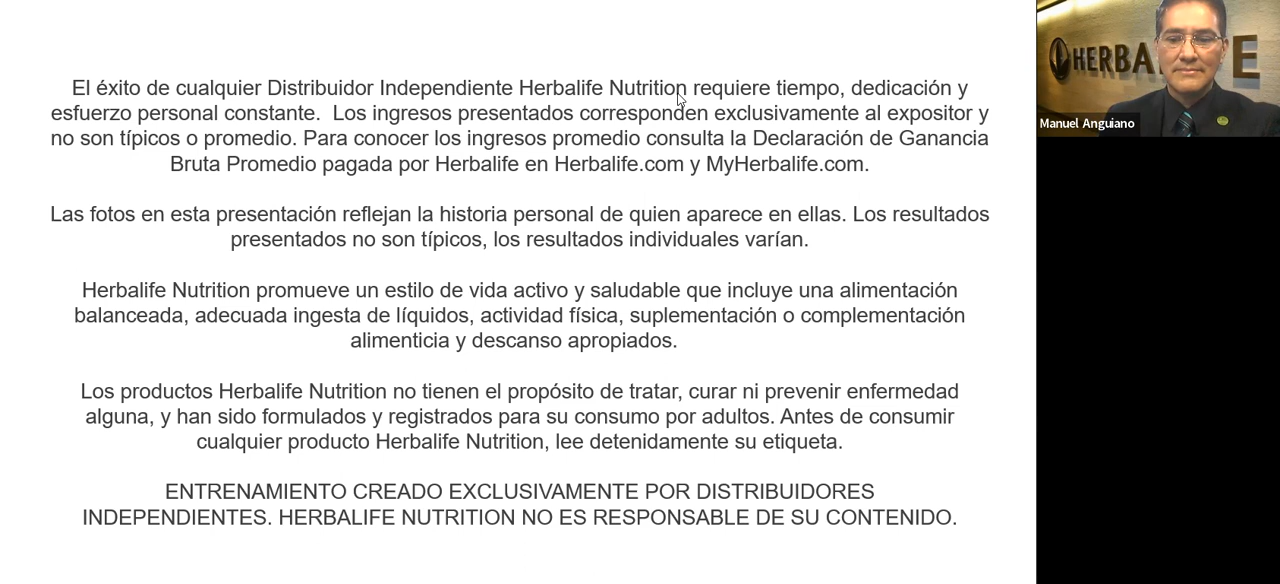 El éxito de cualquier Distribuidor Independiente Herbalife Nutrition requiere tiempo, dedicación y
esfuerzo personal constante.  Los ingresos presentados corresponden exclusivamente al expositor y
no son típicos o promedio. Para conocer los ingresos promedio consulta la Declaración de Ganancia
Bruta Promedio pagada por Herbalife en Herbalife.com y MyHerbalife.com.
Las fotos en esta presentación reflejan la historia personal de quien aparece en ellas. Los resultados
presentados no son típicos, los resultados individuales varían.
Herbalife Nutrition promueve un estilo de vida activo y saludable que incluye una alimentación
balanceada, adecuada ingesta de líquidos, actividad física, suplementación o complementación
alimenticia y descanso apropiados.
Los productos Herbalife Nutrition no tienen el propósito de tratar, curar ni prevenir enfermedad
alguna, y han sido formulados y registrados para su consumo por adultos. Antes de consumir
cualquier producto Herbalife Nutrition, lee detenidamente su etiqueta.
ENTRENAMIENTO CREADO EXCLUSIVAMENTE POR DISTRIBUIDORES
INDEPENDIENTES. HERBALIFE NUTRITION NO ES RESPONSABLE DE SU CONTENIDO.
HERBA E
Manuel Anguiano